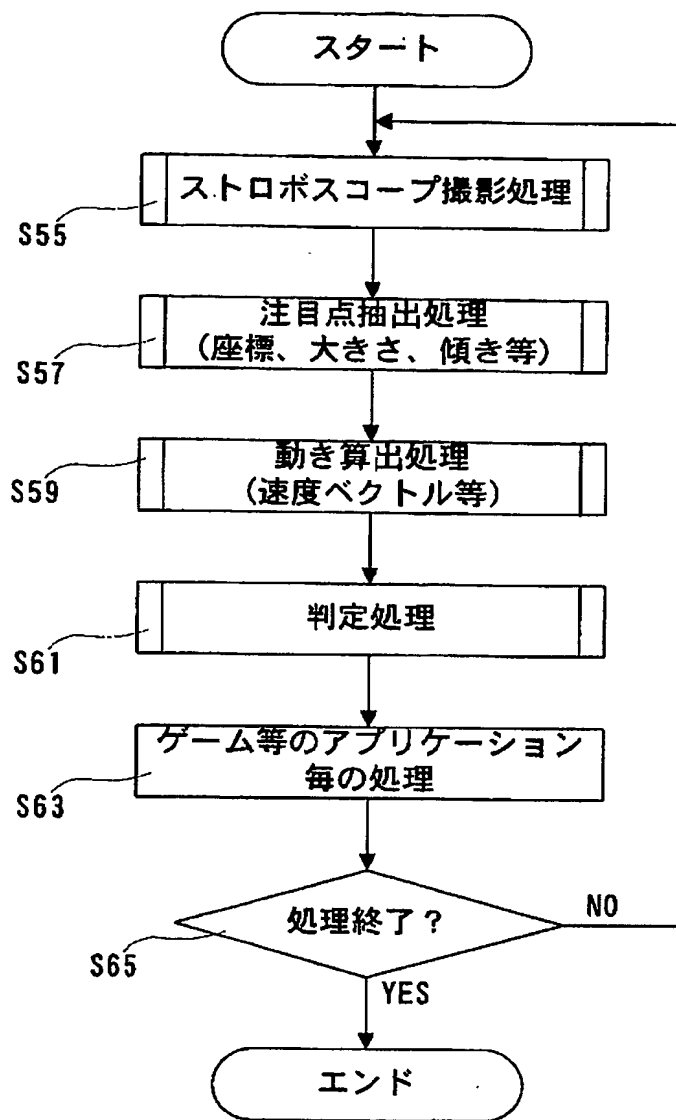 スタート
ストロボスコープ撮影処理
S55
注目点抽出処理
(座標、大きさ、傾き等)
S57
動き算出処理
(速度ベクトル等)
S59
判定処理
S61
ゲーム等のアプリケーション
毎の処理
S63
処理終了?
NO
S65
YES
エンド